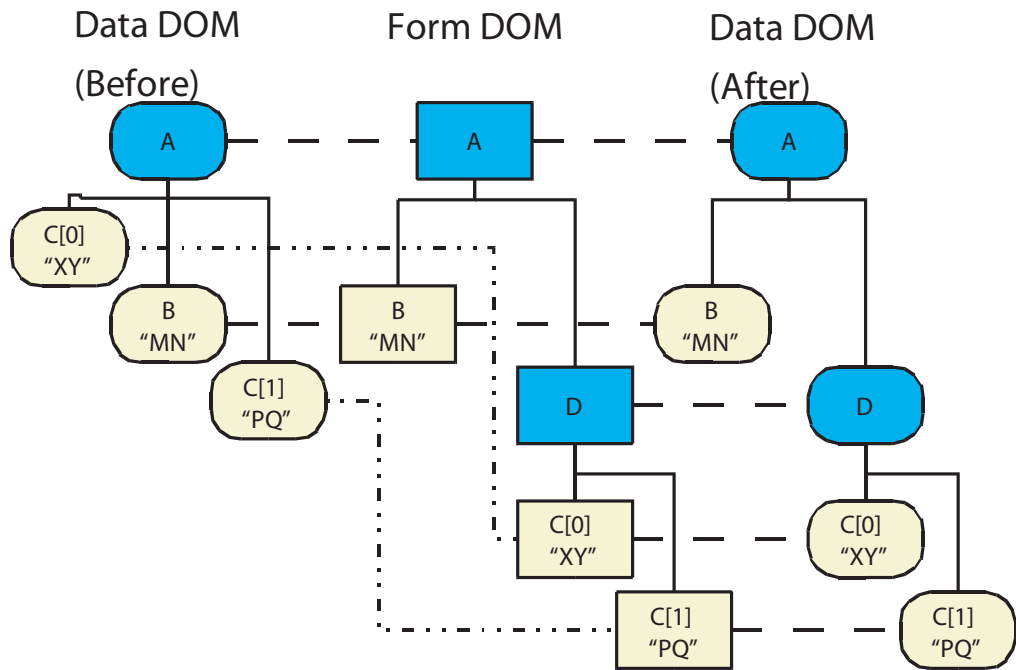 Data DOM
(Before)
Form DOM
Data DOM
(After)
A
A
A
C[0]
“XY”
B
“MN”
B
“MN”
B
“MN”
C[1]
“PQ”
D
D
C[0]
“XY”
C[0]
“XY”
C[1]
“PQ”
C[1]
“PQ”